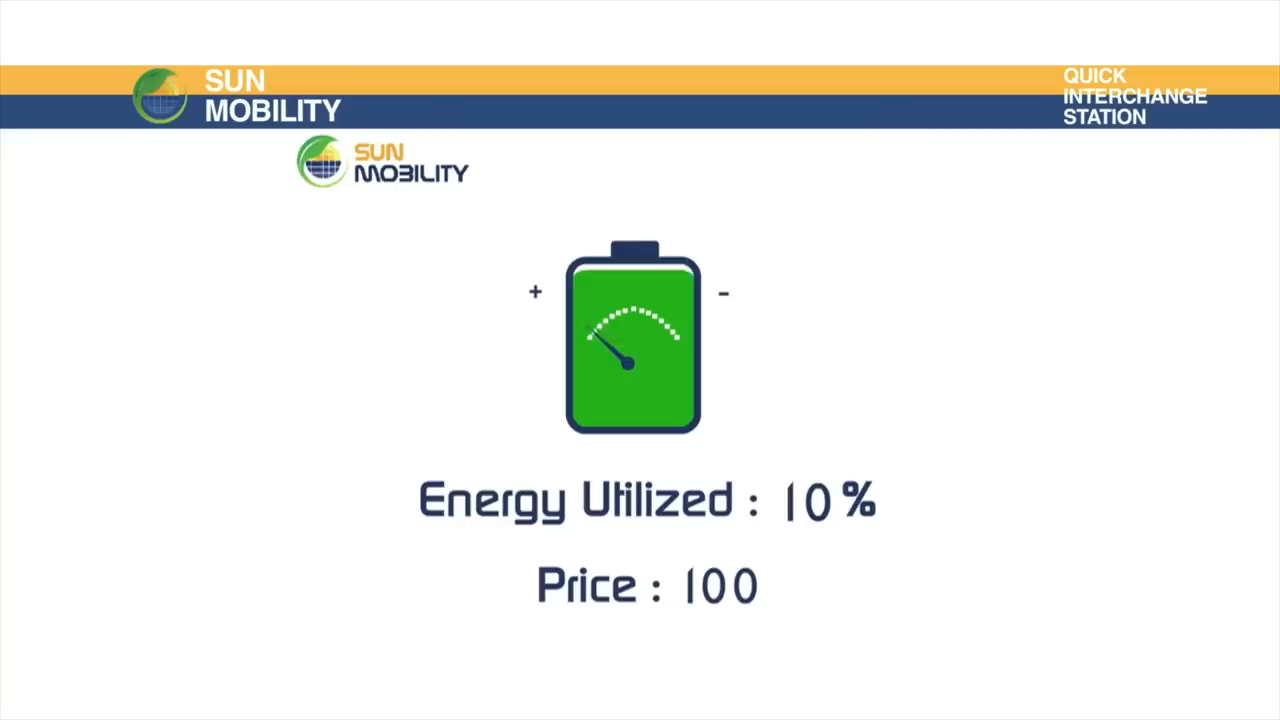 SUN
MOBILITY
QUICK
INTERCHANGE
STATION
SUN
MOBILITY
+ -
Energy Utilized : 10%
Price : 100